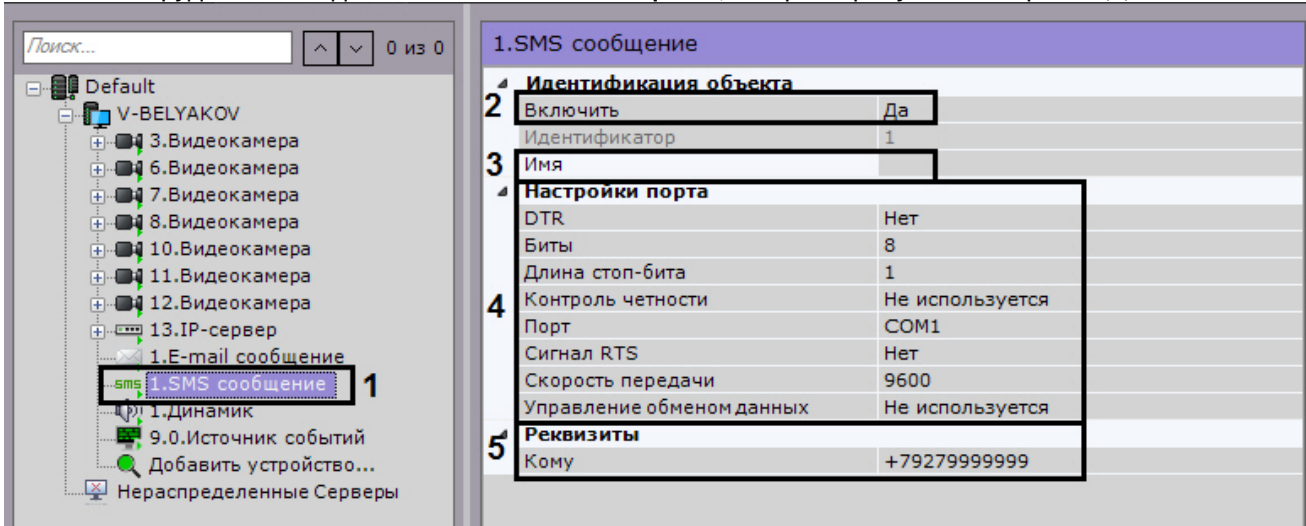 Поиск...
0 из 0
Default
V-BELYAKOV
3.Видеокамера
6.Видеокамера
7.Видеокамера
8.Видеокамера
10.Видеокамера
11.Видеокамера
12.Видеокамера
13.IP-сервер
1.E-mail сообщение
sms 1.SMS сообщение 1
1.Динамик
9.0.Источник событий
Добавить устройство...
Нераспределенные Серверы
1.SMS сообщение
Идентификация объекта
2 Включить Да
Идентификатор 1
3 Имя
Настройки порта
DTR Нет
Биты 8
Длина стоп-бита 1
4 Контроль четности Не используется
Порт COM1
Сигнал RTS Нет
Скорость передачи 9600
Управление обменом данных Не используется
5 Реквизиты
Кому +79279999999